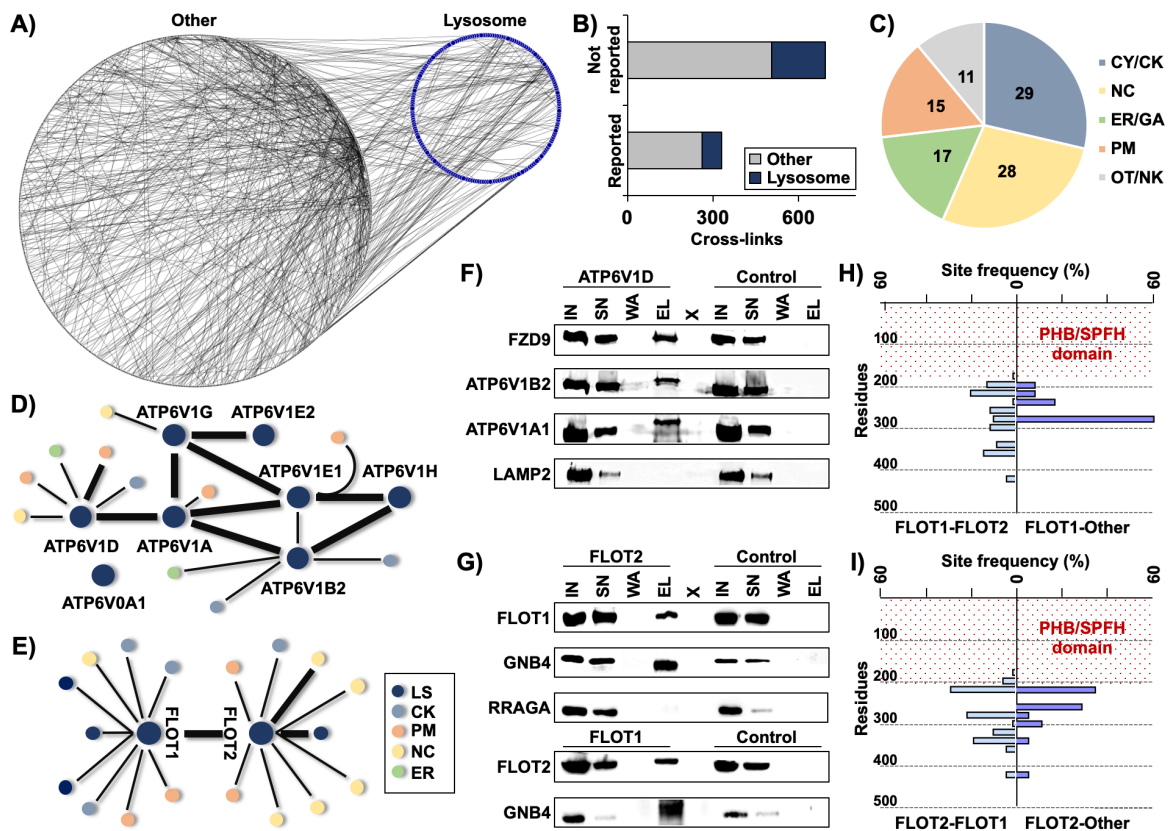 A)
Other
Lysosome
B)
Not reported
Reported
Other
Lysosome
0 300 600
Cross-links
C)
11
29
15
17
28
CY/CK
NC
ER/GA
PM
OT/NK
D)
ATP6V1G ATP6V1E2
ATP6V1E1 ATP6V1H
ATP6V1D ATP6V1A
ATP6V1B2
ATP6V0A1
E)
FLOT1
FLOT2
LS
CK
PM
NC
ER
F)
ATP6V1D Control
IN SN WA EL X IN SN WA EL
FZD9
ATP6V1B2
ATP6V1A1
LAMP2
G)
FLOT2 Control
IN SN WA EL X IN SN WA EL
FLOT1
GNB4
RRAGA
FLOT1 Control
FLOT2
GNB4
H)
Site frequency (%)
60 0 60
PHB/SPFH
domain
Residues
100
200
300
400
500
FLOT1-FLOT2 FLOT1-Other
I)
Site frequency (%)
60 0 60
PHB/SPFH
domain
Residues
100
200
300
400
500
FLOT2-FLOT1 FLOT2-Other